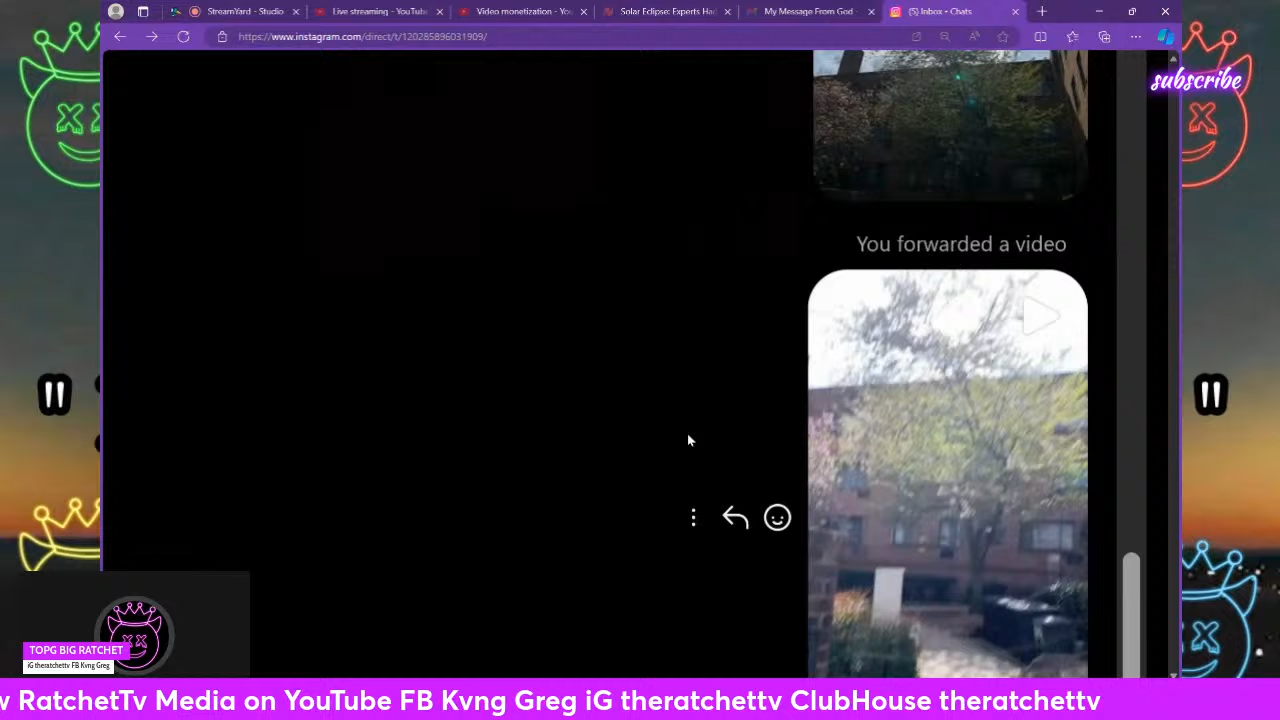 StreamYard - Studio
Live streaming - YouTube
Video monetization - You
Solar Eclipse: Experts Ha
My Message From God -
(5) Inbox • Chats
https://www.instagram.com/direct/t/120285896031909/
subscribe
You forwarded a video
"
"
TOPG BIG RATCHET
iG theratchettv FB Kvng Greg
w RatchetTv Media on YouTube FB Kvng Greg iG theratchettv ClubHouse theratchettv